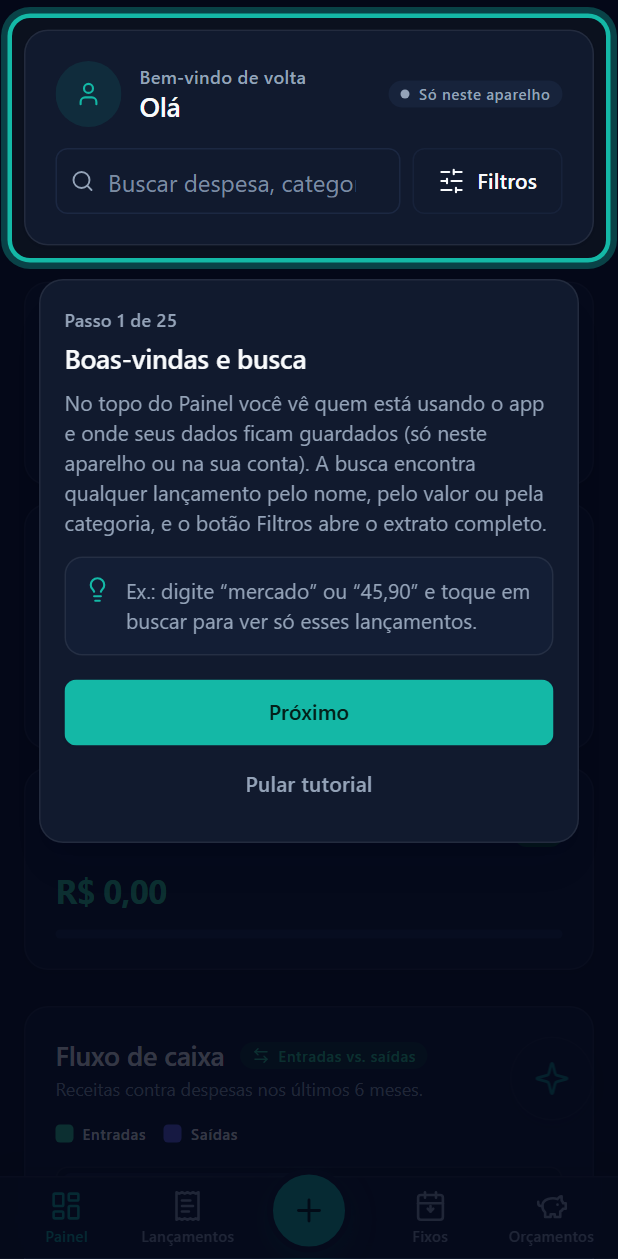 Bem-vindo de volta
Olá
Só neste aparelho
Buscar despesa, catego
Filtros
Passo 1 de 25
Boas-vindas e busca
No topo do Painel você vê quem está usando o app
e onde seus dados ficam guardados (só neste
aparelho ou na sua conta). A busca encontra
qualquer lançamento pelo nome, pelo valor ou pela
categoria, e o botão Filtros abre o extrato completo.
Ex.: digite “mercado” ou “45,90” e toque em
buscar para ver só esses lançamentos.
Próximo
Pular tutorial
R$ 0,00
Fluxo de caixa
Entradas vs. saídas
Receitas contra despesas nos últimos 6 meses.
Entradas
Saídas
Painel
Lançamentos
Fixos
Orçamentos